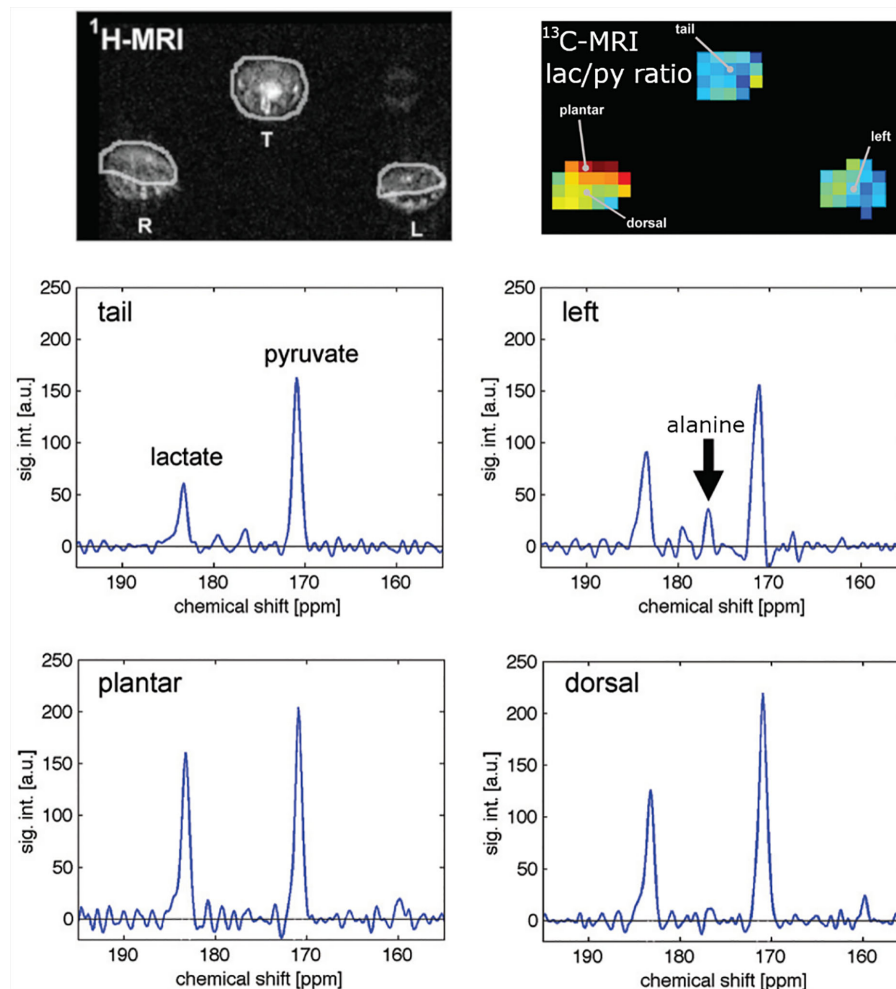 ¹H-MRI
T
R
L
¹³C-MRI
lac/py ratio
tail
plantar
left
dorsal
250
200
150
100
50
0
sig. int. [a.u.]
tail
lactate
pyruvate
190
180
170
160
chemical shift [ppm]
250
200
150
100
50
0
sig. int. [a.u.]
left
alanine
190
180
170
160
chemical shift [ppm]
250
200
150
100
50
0
sig. int. [a.u.]
plantar
190
180
170
160
chemical shift [ppm]
250
200
150
100
50
0
sig. int. [a.u.]
dorsal
190
180
170
160
chemical shift [ppm]